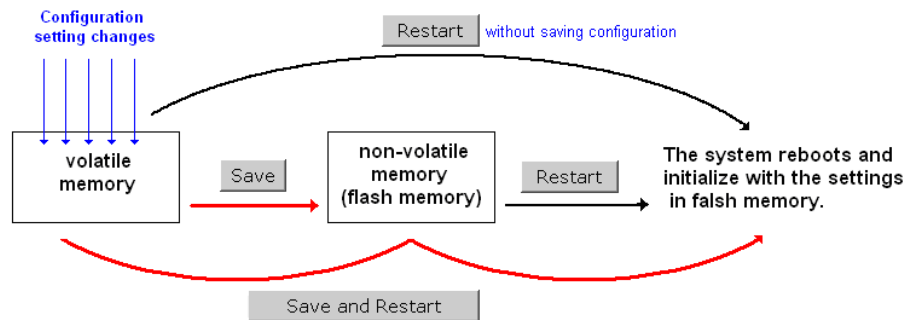 Configuration
setting changes
Restart
without saving configuration
volatile
memory
Save
non-volatile
memory
(flash memory)
Restart
The system reboots and
initialize with the settings
in falsh memory.
Save and Restart